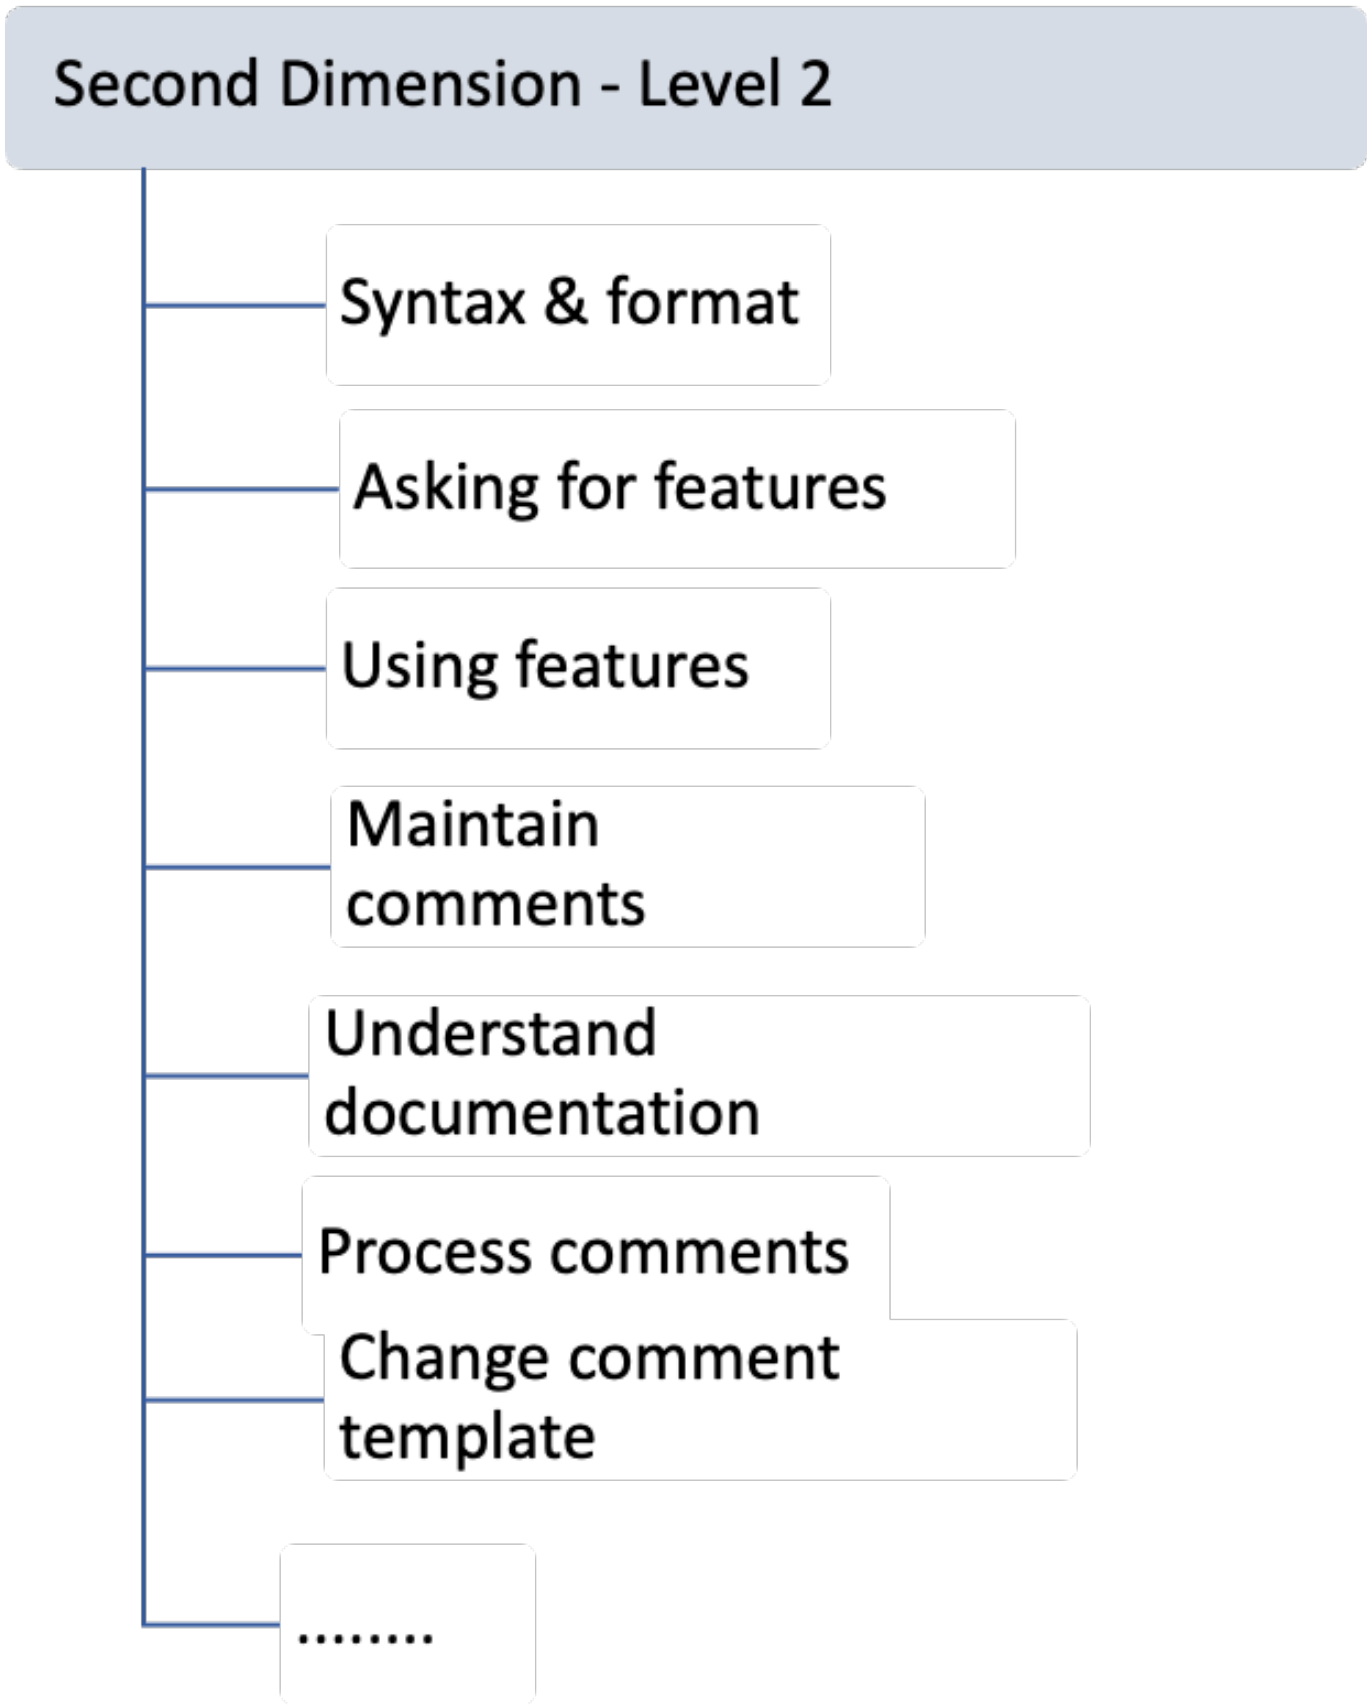 Second Dimension - Level 2
Syntax & format
Asking for features
Using features
Maintain
comments
Understand
documentation
Process comments
Change comment
template
........